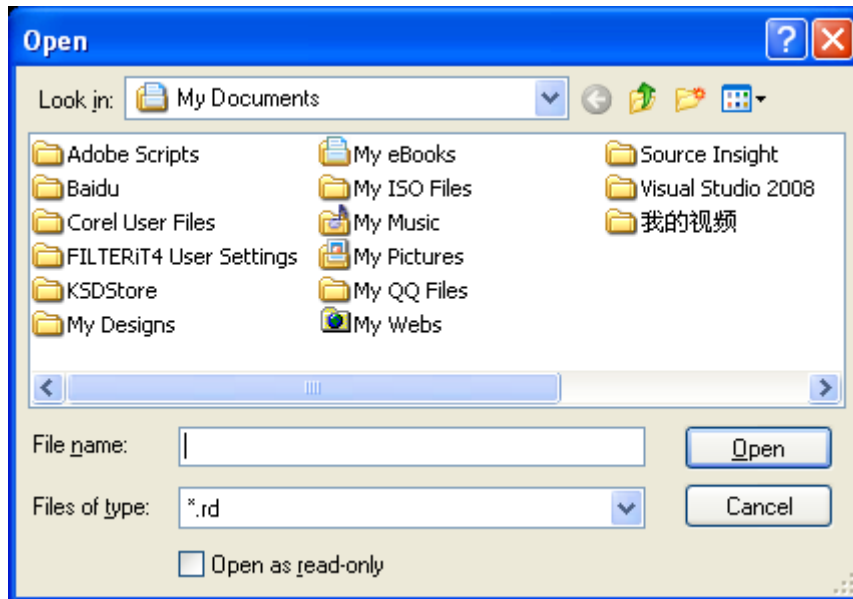 Open
Look in: My Documents
Adobe Scripts
Baidu
Corel User Files
FILTERiT4 User Settings
KSDStore
My Designs
My eBooks
My ISO Files
My Music
My Pictures
My QQ Files
My Webs
Source Insight
Visual Studio 2008
我的视频
File name:
Open
Files of type: *.rd
Cancel
Open as read-only